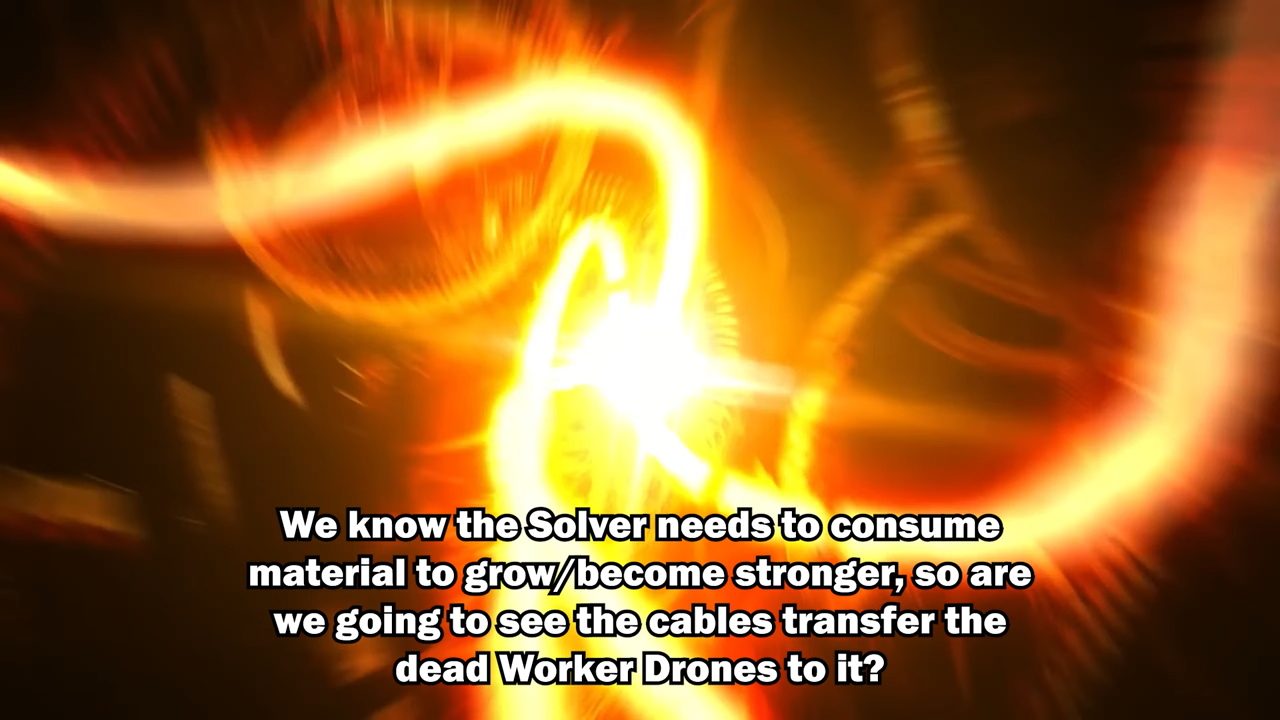 We know the Solver needs to consume
material to grow/become stronger, so are
we going to see the cables transfer the
dead Worker Drones to it?